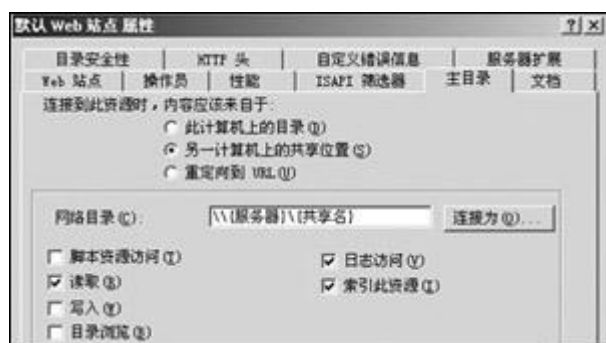 默认 Web 站点 属性
目录安全性 HTTP 头 自定义错误信息 服务器扩展
Web 站点 操作员 性能 ISAPI 筛选器 主目录 文档
连接到此资源时，内容应该来自于：
此计算机上的目录(D)
另一计算机上的共享位置(S)
重定向到 URL(U)
网络目录(C): \\{服务器}\{共享名} 连接为(O)...
脚本资源访问(T) 日志访问(V)
读取(R) 索引此资源(I)
写入(W)
目录浏览(B)